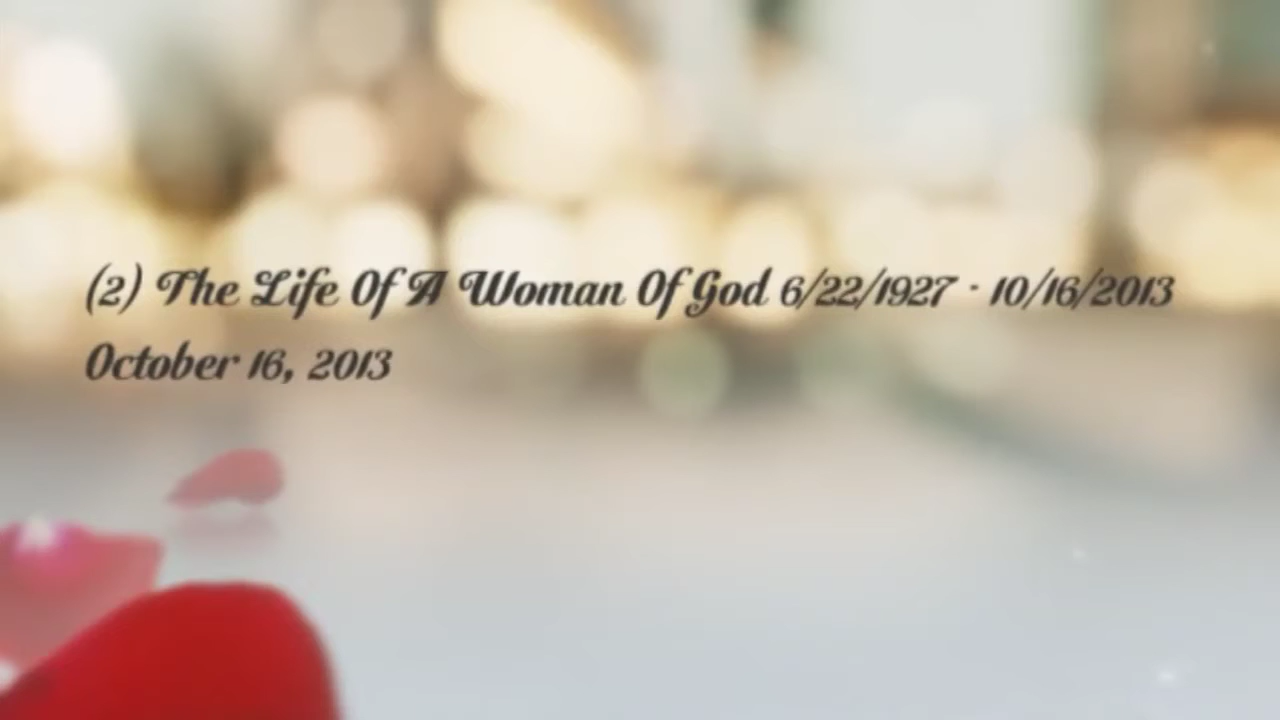 (2) The Life Of A Woman Of God 6/22/1927 - 10/16/2013
October 16, 2013